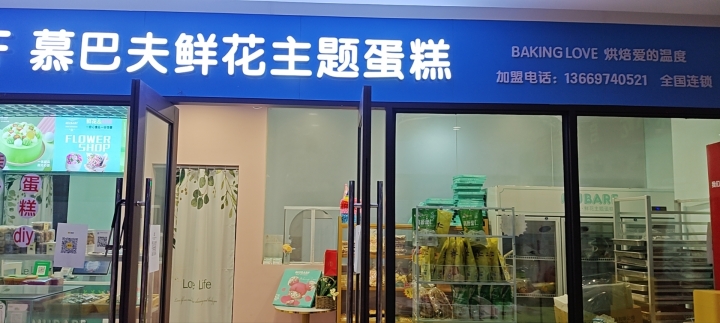 慕巴夫鲜花主题蛋糕
BAKING LOVE 烘焙爱的温度
加盟电话：13669740521 全国连锁
FLOWER
SHOP
蛋糕
diy
Life